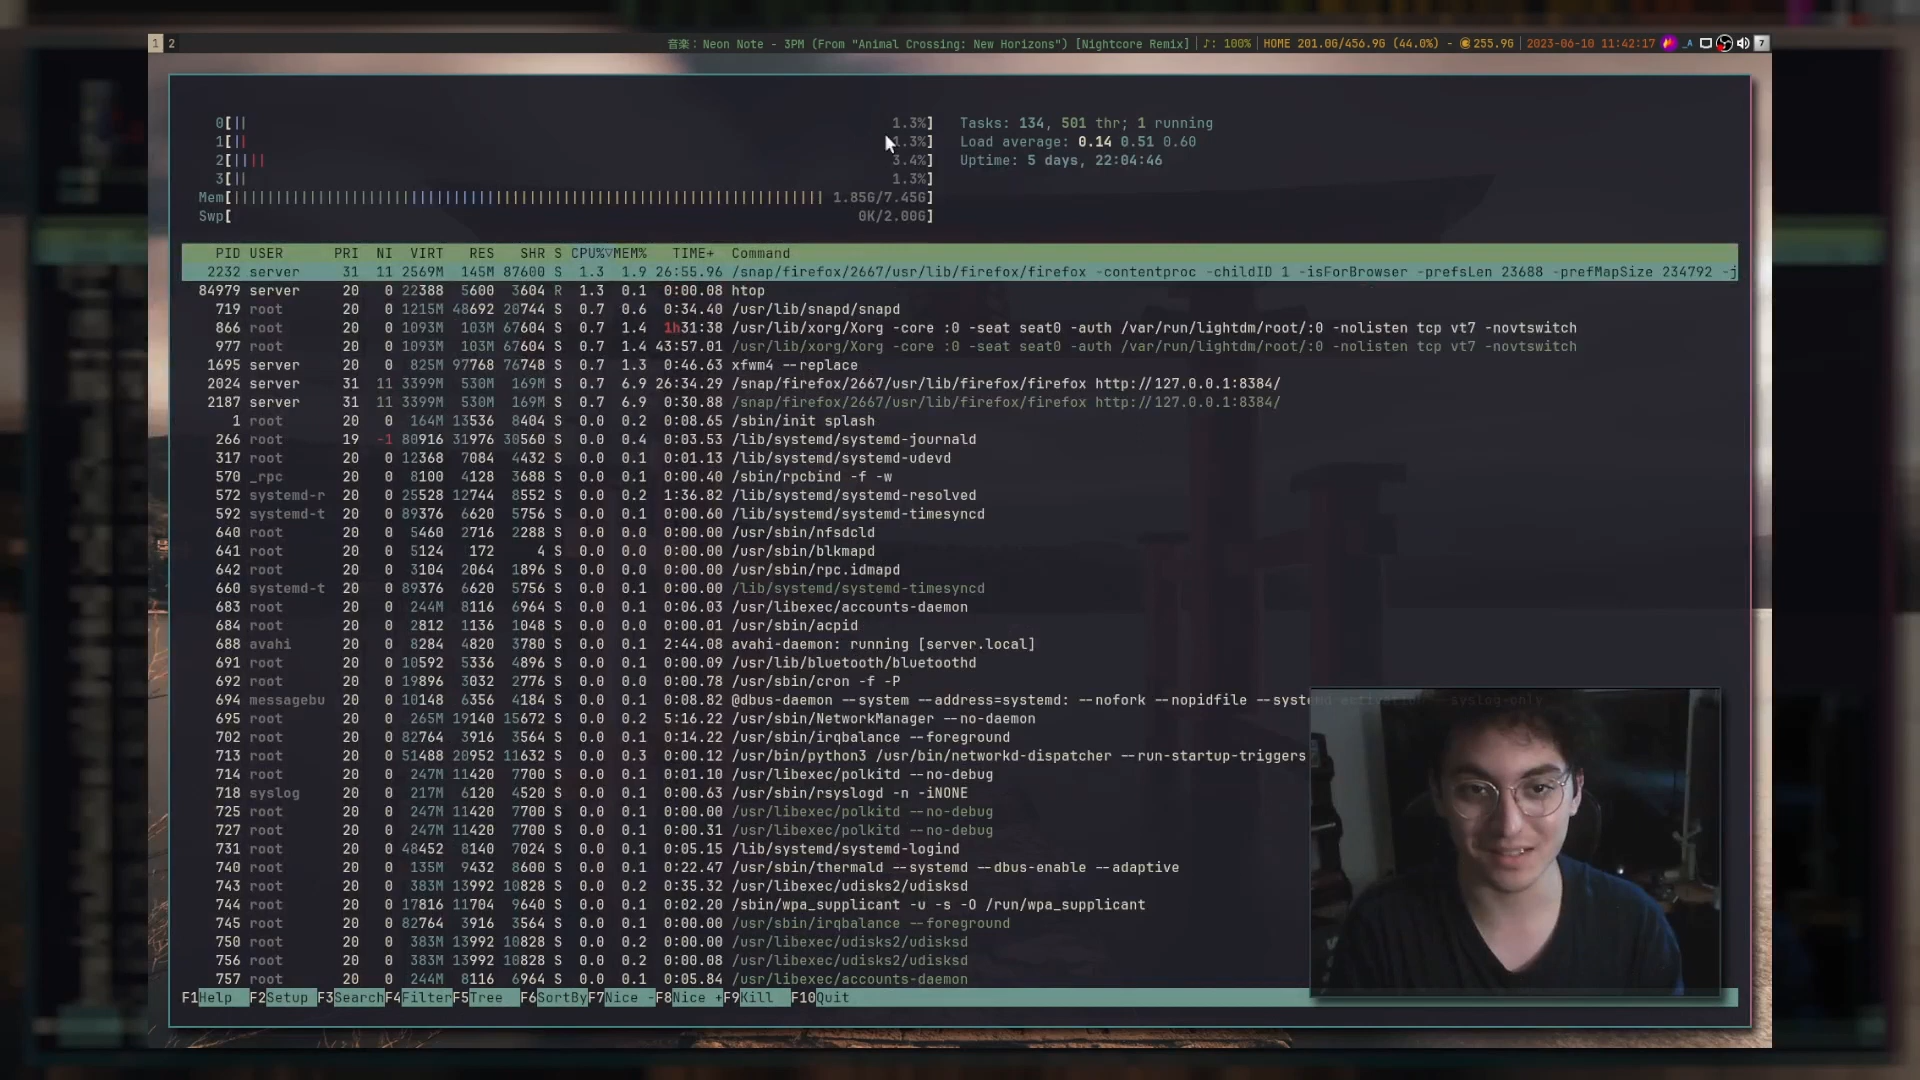 1 2 音楽: Neon Note - 3PM (From "Animal Crossing: New Horizons") [Nightcore Remix] ♪: 100% HOME 201.0G/456.9G (44.0%) - 255.9G 2023-06-10 11:42:17 _A 7
0[|| 1.3%] Tasks: 134, 501 thr; 1 running
1[|| .3%] Load average: 0.14 0.51 0.60
2[|||| 3.4%] Uptime: 5 days, 22:04:46
3[|| 1.3%]
Mem[ 1.85G/7.45G]
Swp[ 0K/2.00G]
PID USER PRI NI VIRT RES SHR S CPU%▽MEM% TIME+ Command
2232 server 31 11 2569M 145M 87600 S 1.3 1.9 26:55.96 /snap/firefox/2667/usr/lib/firefox/firefox -contentproc -childID 1 -isForBrowser -prefsLen 23688 -prefMapSize 234792 -j
84979 server 20 0 22388 5600 3604 R 1.3 0.1 0:00.08 htop
719 root 20 0 1215M 48692 20744 S 0.7 0.6 0:34.40 /usr/lib/snapd/snapd
866 root 20 0 1093M 103M 67604 S 0.7 1.4 1h31:38 /usr/lib/xorg/Xorg -core :0 -seat seat0 -auth /var/run/lightdm/root/:0 -nolisten tcp vt7 -novtswitch
977 root 20 0 1093M 103M 67604 S 0.7 1.4 43:57.01 /usr/lib/xorg/Xorg -core :0 -seat seat0 -auth /var/run/lightdm/root/:0 -nolisten tcp vt7 -novtswitch
1695 server 20 0 825M 97768 76748 S 0.7 1.3 0:46.63 xfwm4 --replace
2024 server 31 11 3399M 530M 169M S 0.7 6.9 26:34.29 /snap/firefox/2667/usr/lib/firefox/firefox http://127.0.0.1:8384/
2187 server 31 11 3399M 530M 169M S 0.7 6.9 0:30.88 /snap/firefox/2667/usr/lib/firefox/firefox http://127.0.0.1:8384/
1 root 20 0 164M 13536 8404 S 0.0 0.2 0:08.65 /sbin/init splash
266 root 19 -1 80916 31976 30560 S 0.0 0.4 0:03.53 /lib/systemd/systemd-journald
317 root 20 0 12368 7084 4432 S 0.0 0.1 0:01.13 /lib/systemd/systemd-udevd
570 _rpc 20 0 8100 4128 3688 S 0.0 0.1 0:00.40 /sbin/rpcbind -f -w
572 systemd-r 20 0 25528 12744 8552 S 0.0 0.2 1:36.82 /lib/systemd/systemd-resolved
592 systemd-t 20 0 89376 6620 5756 S 0.0 0.1 0:00.60 /lib/systemd/systemd-timesyncd
640 root 20 0 5460 2716 2288 S 0.0 0.0 0:00.00 /usr/sbin/nfsdcld
641 root 20 0 5124 172 4 S 0.0 0.0 0:00.00 /usr/sbin/blkmapd
642 root 20 0 3104 2064 1896 S 0.0 0.0 0:00.00 /usr/sbin/rpc.idmapd
660 systemd-t 20 0 89376 6620 5756 S 0.0 0.1 0:00.00 /lib/systemd/systemd-timesyncd
683 root 20 0 244M 8116 6964 S 0.0 0.1 0:06.03 /usr/libexec/accounts-daemon
684 root 20 0 2812 1136 1048 S 0.0 0.0 0:00.01 /usr/sbin/acpid
688 avahi 20 0 8284 4820 3780 S 0.0 0.1 2:44.08 avahi-daemon: running [server.local]
691 root 20 0 10592 5336 4896 S 0.0 0.1 0:00.09 /usr/lib/bluetooth/bluetoothd
692 root 20 0 19896 3032 2776 S 0.0 0.0 0:00.78 /usr/sbin/cron -f -P
694 messagebu 20 0 10148 6356 4184 S 0.0 0.1 0:08.82 @dbus-daemon --system --address=systemd: --nofork --nopidfile --systemd-activation --syslog-only
695 root 20 0 265M 19140 15672 S 0.0 0.2 5:16.22 /usr/sbin/NetworkManager --no-daemon
702 root 20 0 82764 3916 3564 S 0.0 0.1 0:14.22 /usr/sbin/irqbalance --foreground
713 root 20 0 51488 20952 11632 S 0.0 0.3 0:00.12 /usr/bin/python3 /usr/bin/networkd-dispatcher --run-startup-triggers
714 root 20 0 247M 11420 7700 S 0.0 0.1 0:01.10 /usr/libexec/polkitd --no-debug
718 syslog 20 0 217M 6120 4520 S 0.0 0.1 0:00.63 /usr/sbin/rsyslogd -n -iNONE
725 root 20 0 247M 11420 7700 S 0.0 0.1 0:00.00 /usr/libexec/polkitd --no-debug
727 root 20 0 247M 11420 7700 S 0.0 0.1 0:00.31 /usr/libexec/polkitd --no-debug
731 root 20 0 48452 8140 7024 S 0.0 0.1 0:05.15 /lib/systemd/systemd-logind
740 root 20 0 135M 9432 8600 S 0.0 0.1 0:22.47 /usr/sbin/thermald --systemd --dbus-enable --adaptive
743 root 20 0 383M 13992 10828 S 0.0 0.2 0:35.32 /usr/libexec/udisks2/udisksd
744 root 20 0 17816 11704 9640 S 0.0 0.1 0:02.20 /sbin/wpa_supplicant -u -s -O /run/wpa_supplicant
745 root 20 0 82764 3916 3564 S 0.0 0.1 0:00.00 /usr/sbin/irqbalance --foreground
750 root 20 0 383M 13992 10828 S 0.0 0.2 0:00.00 /usr/libexec/udisks2/udisksd
756 root 20 0 383M 13992 10828 S 0.0 0.2 0:00.08 /usr/libexec/udisks2/udisksd
757 root 20 0 244M 8116 6964 S 0.0 0.1 0:05.84 /usr/libexec/accounts-daemon
F1Help F2Setup F3SearchF4FilterF5Tree F6SortByF7Nice -F8Nice +F9Kill F10Quit